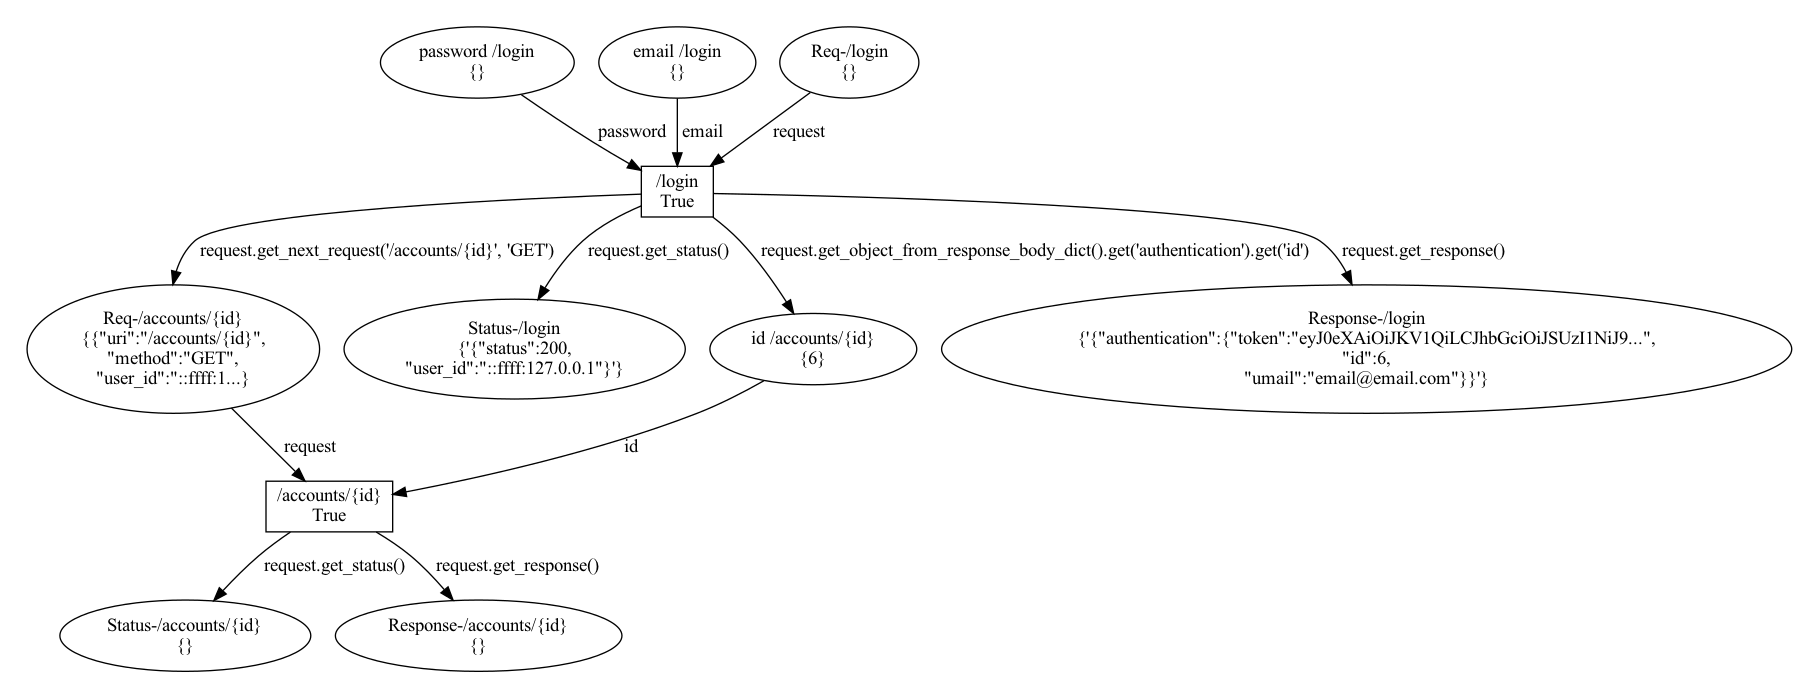 password /login
{}
email /login
{}
Req-/login
{}
password
email
request
/login
True
request.get_next_request('/accounts/{id}', 'GET')
request.get_status()
request.get_object_from_response_body_dict().get('authentication').get('id')
request.get_response()
Req-/accounts/{id}
{{"uri":"/accounts/{id}",
"method":"GET",
"user_id":"::ffff:1...}
Status-/login
{'{"status":200,
"user_id":"::ffff:127.0.0.1"}'}
id /accounts/{id}
{6}
Response-/login
{'{"authentication":{"token":"eyJ0eXAiOiJKV1QiLCJhbGciOiJSUzI1NiJ9...",
"id":6,
"umail":"email@email.com"}}'}
request
id
/accounts/{id}
True
request.get_status()
request.get_response()
Status-/accounts/{id}
{}
Response-/accounts/{id}
{}